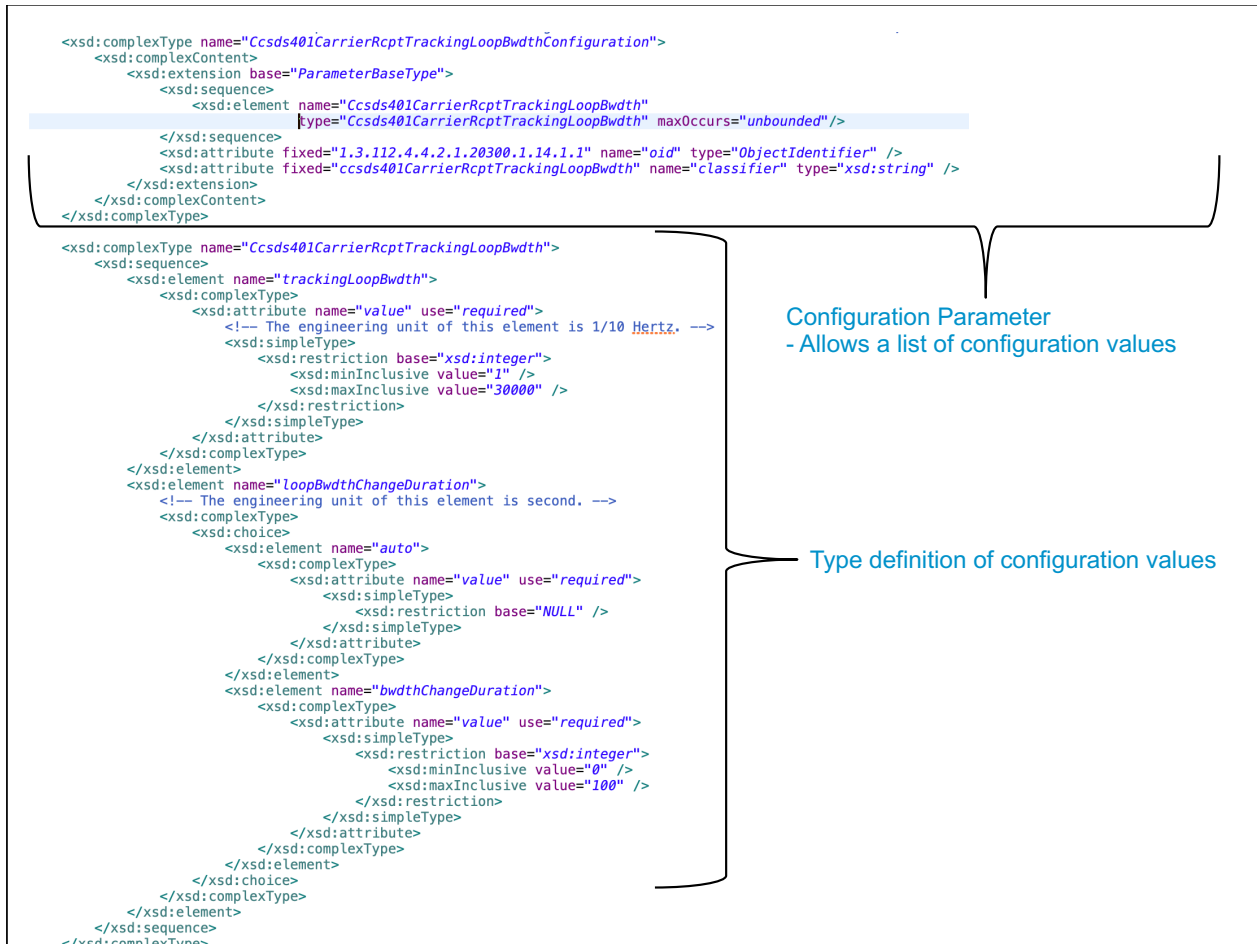 <xsd:complexType name="Ccsds401CarrierRcptTrackingLoopBwdthConfiguration">
<xsd:complexContent>
<xsd:extension base="ParameterBaseType">
<xsd:sequence>
<xsd:element name="Ccsds401CarrierRcptTrackingLoopBwdth"
type="Ccsds401CarrierRcptTrackingLoopBwdth" maxOccurs="unbounded"/>
</xsd:sequence>
<xsd:attribute fixed="1.3.112.4.4.2.1.20300.1.14.1.1" name="oid" type="ObjectIdentifier" />
<xsd:attribute fixed="ccsds401CarrierRcptTrackingLoopBwdth" name="classifier" type="xsd:string" />
</xsd:extension>
</xsd:complexContent>
</xsd:complexType>
<xsd:complexType name="Ccsds401CarrierRcptTrackingLoopBwdth">
<xsd:sequence>
<xsd:element name="trackingLoopBwdth">
<xsd:complexType>
<xsd:attribute name="value" use="required">
<!-- The engineering unit of this element is 1/10 Hertz. -->
<xsd:simpleType>
<xsd:restriction base="xsd:integer">
<xsd:minInclusive value="1" />
<xsd:maxInclusive value="30000" />
</xsd:restriction>
</xsd:simpleType>
</xsd:attribute>
</xsd:complexType>
</xsd:element>
<xsd:element name="loopBwdthChangeDuration">
<!-- The engineering unit of this element is second. -->
<xsd:complexType>
<xsd:choice>
<xsd:element name="auto">
<xsd:complexType>
<xsd:attribute name="value" use="required">
<xsd:simpleType>
<xsd:restriction base="NULL" />
</xsd:simpleType>
</xsd:attribute>
</xsd:complexType>
</xsd:element>
<xsd:element name="bwdthChangeDuration">
<xsd:complexType>
<xsd:attribute name="value" use="required">
<xsd:simpleType>
<xsd:restriction base="xsd:integer">
<xsd:minInclusive value="0" />
<xsd:maxInclusive value="100" />
</xsd:restriction>
</xsd:simpleType>
</xsd:attribute>
</xsd:complexType>
</xsd:element>
</xsd:choice>
</xsd:complexType>
</xsd:element>
</xsd:sequence>
</xsd:complexType>
Configuration Parameter
- Allows a list of configuration values
Type definition of configuration values